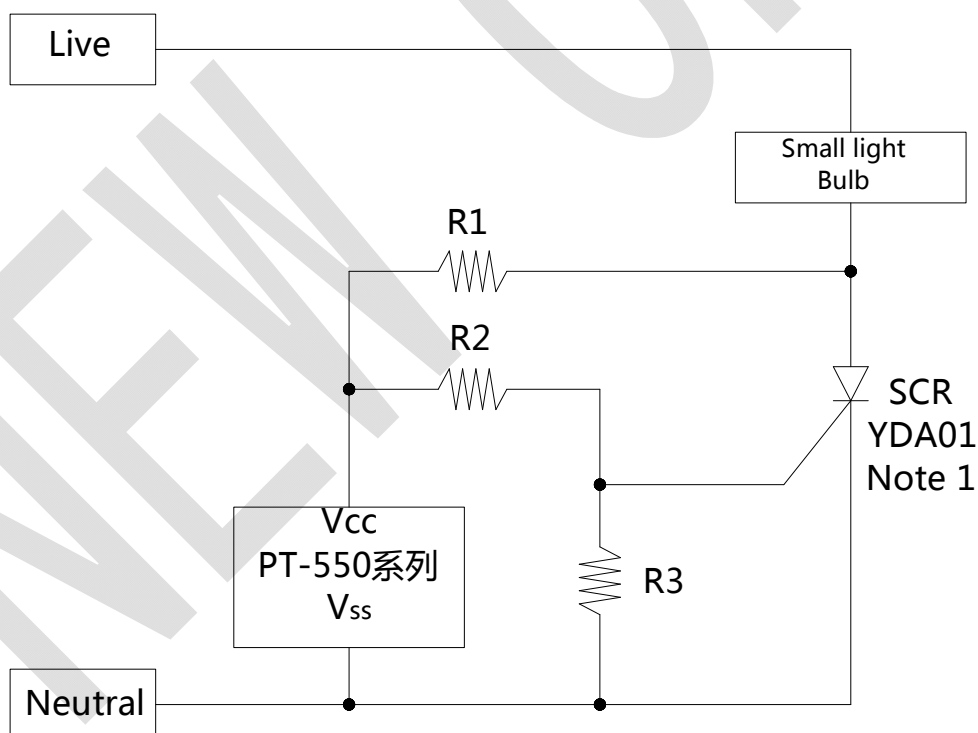 Live
Small light
Bulb
R1
R2
SCR
YDA01
Note 1
Vcc
PT-550系列
Vss
R3
Neutral